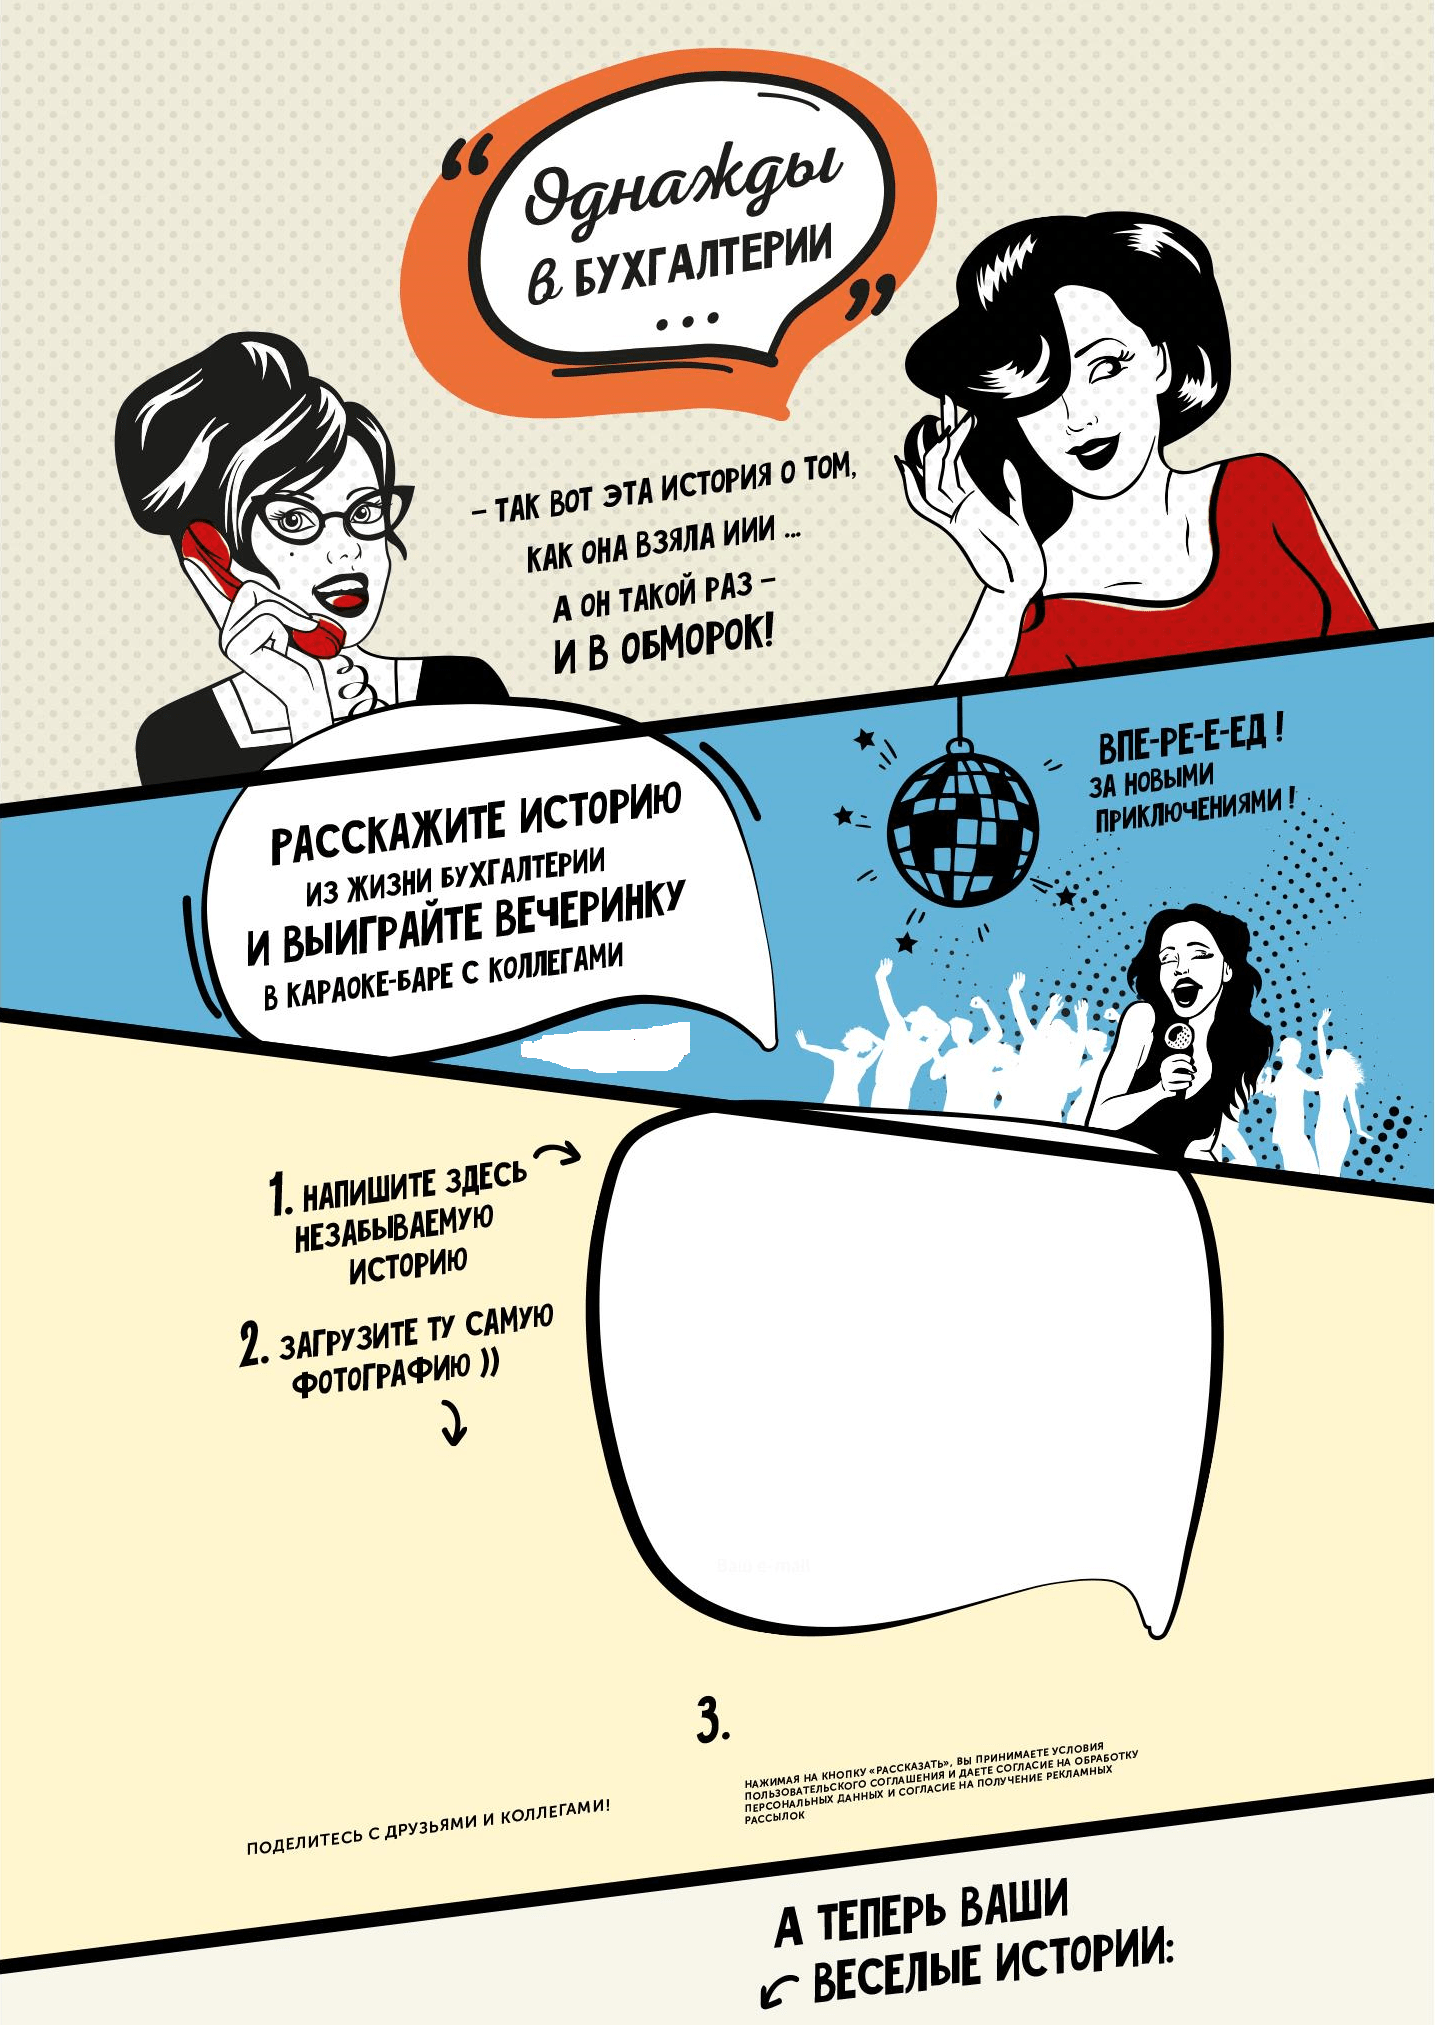 “Однажды
в БУХГАЛТЕРИИ
...”
– ТАК ВОТ ЭТА ИСТОРИЯ О ТОМ,
КАК ОНА ВЗЯЛА ИИИ ...
А ОН ТАКОЙ РАЗ –
И В ОБМОРОК!
ВПЕ-РЕ-Е-ЕД !
ЗА НОВЫМИ
ПРИКЛЮЧЕНИЯМИ !
РАССКАЖИТЕ ИСТОРИЮ
ИЗ ЖИЗНИ БУХГАЛТЕРИИ
И ВЫИГРАЙТЕ ВЕЧЕРИНКУ
В КАРАОКЕ-БАРЕ С КОЛЛЕГАМИ
1. НАПИШИТЕ ЗДЕСЬ
НЕЗАБЫВАЕМУЮ
ИСТОРИЮ
2. ЗАГРУЗИТЕ ТУ САМУЮ
ФОТОГРАФИЮ ))
3.
НАЖИМАЯ НА КНОПКУ «РАССКАЗАТЬ», ВЫ ПРИНИМАЕТЕ УСЛОВИЯ
ПОЛЬЗОВАТЕЛЬСКОГО СОГЛАШЕНИЯ И ДАЕТЕ СОГЛАСИЕ НА ОБРАБОТКУ
ПЕРСОНАЛЬНЫХ ДАННЫХ И СОГЛАСИЕ НА ПОЛУЧЕНИЕ РЕКЛАМНЫХ
РАССЫЛОК
ПОДЕЛИТЕСЬ С ДРУЗЬЯМИ И КОЛЛЕГАМИ!
А ТЕПЕРЬ ВАШИ
ВЕСЕЛЫЕ ИСТОРИИ: